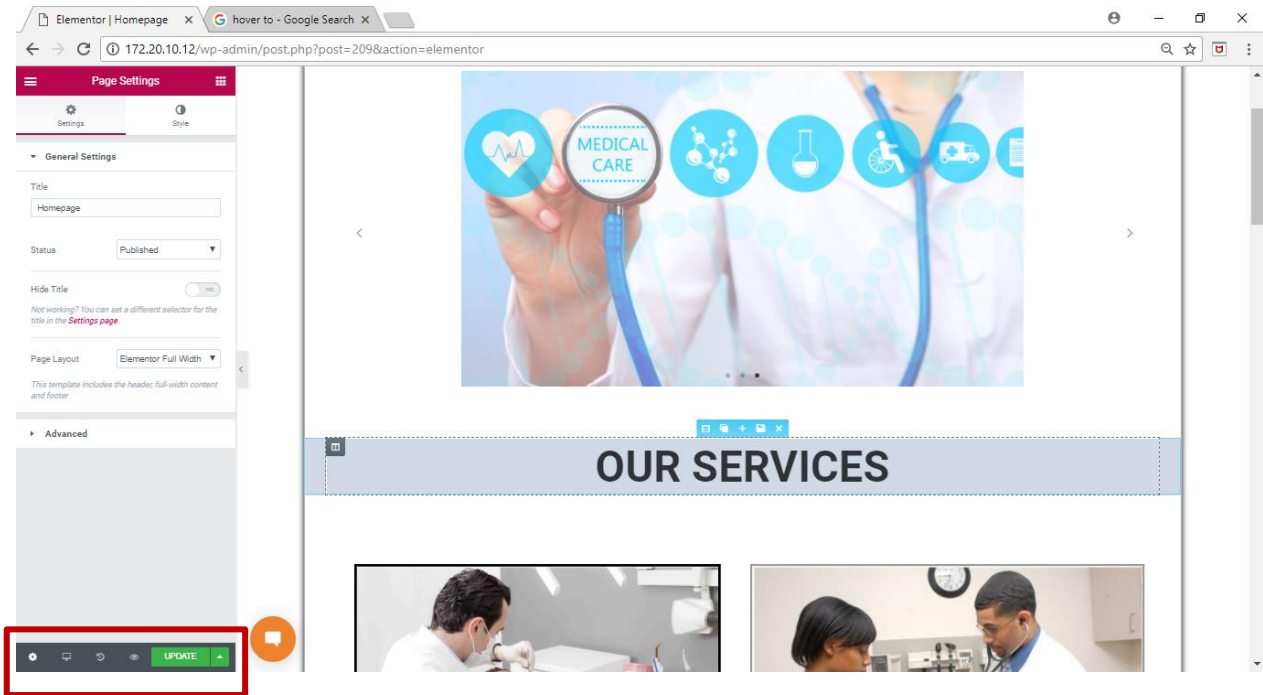 Elementor | Homepage
hover to - Google Search
172.20.10.12/wp-admin/post.php?post=209&action=elementor
Page Settings
Settings
Style
General Settings
Title
Homepage
Status
Published
Hide Title
NO
Not working? You can set a different selector for the
title in the Settings page.
Page Layout
Elementor Full Width
This template includes the header, full-width content
and footer
Advanced
UPDATE
MEDICAL
CARE
OUR SERVICES